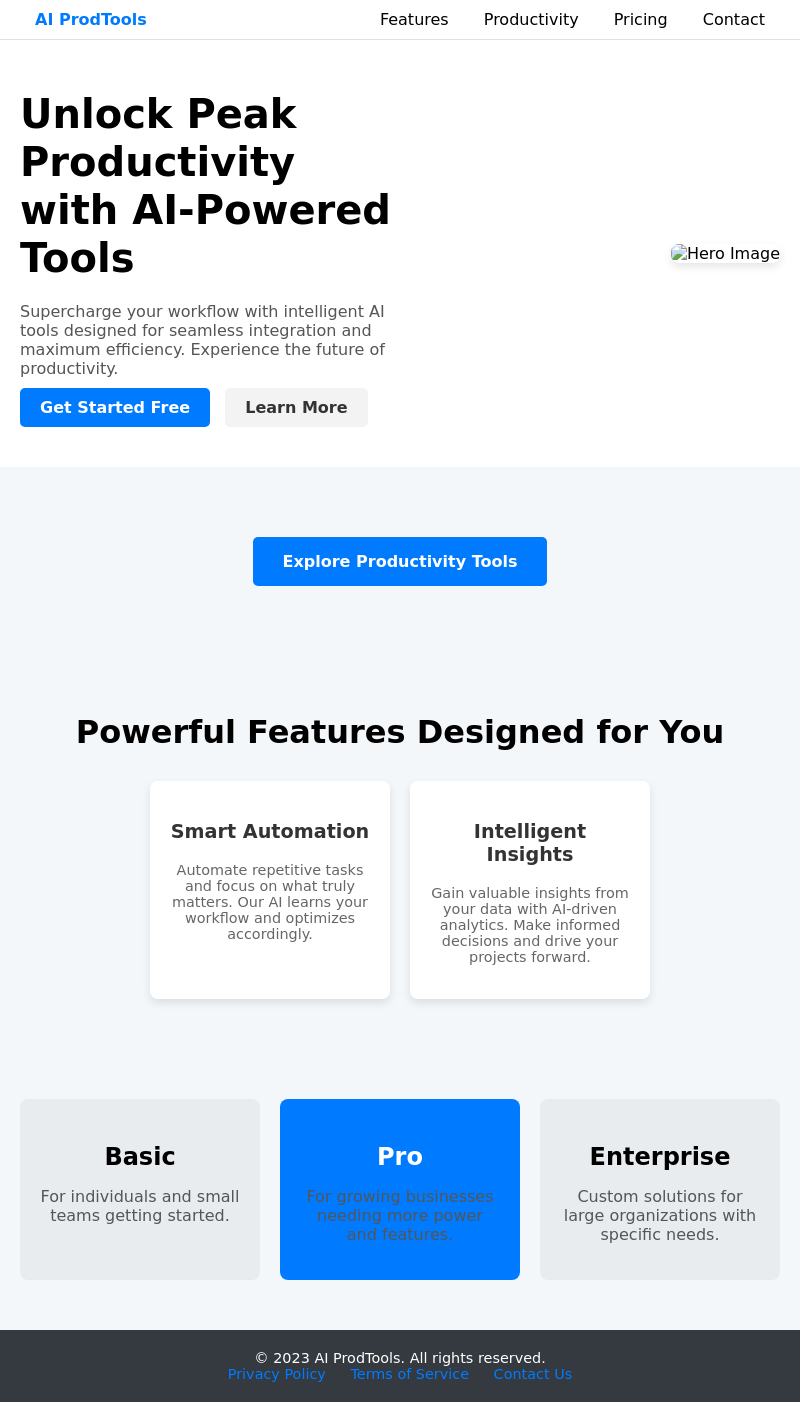 AI ProdTools
Features
Productivity
Pricing
Contact
Unlock Peak
Productivity
with AI-Powered
Tools
Hero Image
Supercharge your workflow with intelligent AI
tools designed for seamless integration and
maximum efficiency. Experience the future of
productivity.
Get Started Free
Learn More
Explore Productivity Tools
Powerful Features Designed for You
Smart Automation
Automate repetitive tasks
and focus on what truly
matters. Our AI learns your
workflow and optimizes
accordingly.
Intelligent
Insights
Gain valuable insights from
your data with AI-driven
analytics. Make informed
decisions and drive your
projects forward.
Basic
For individuals and small
teams getting started.
Pro
For growing businesses
needing more power
and features.
Enterprise
Custom solutions for
large organizations with
specific needs.
© 2023 AI ProdTools. All rights reserved.
Privacy Policy
Terms of Service
Contact Us